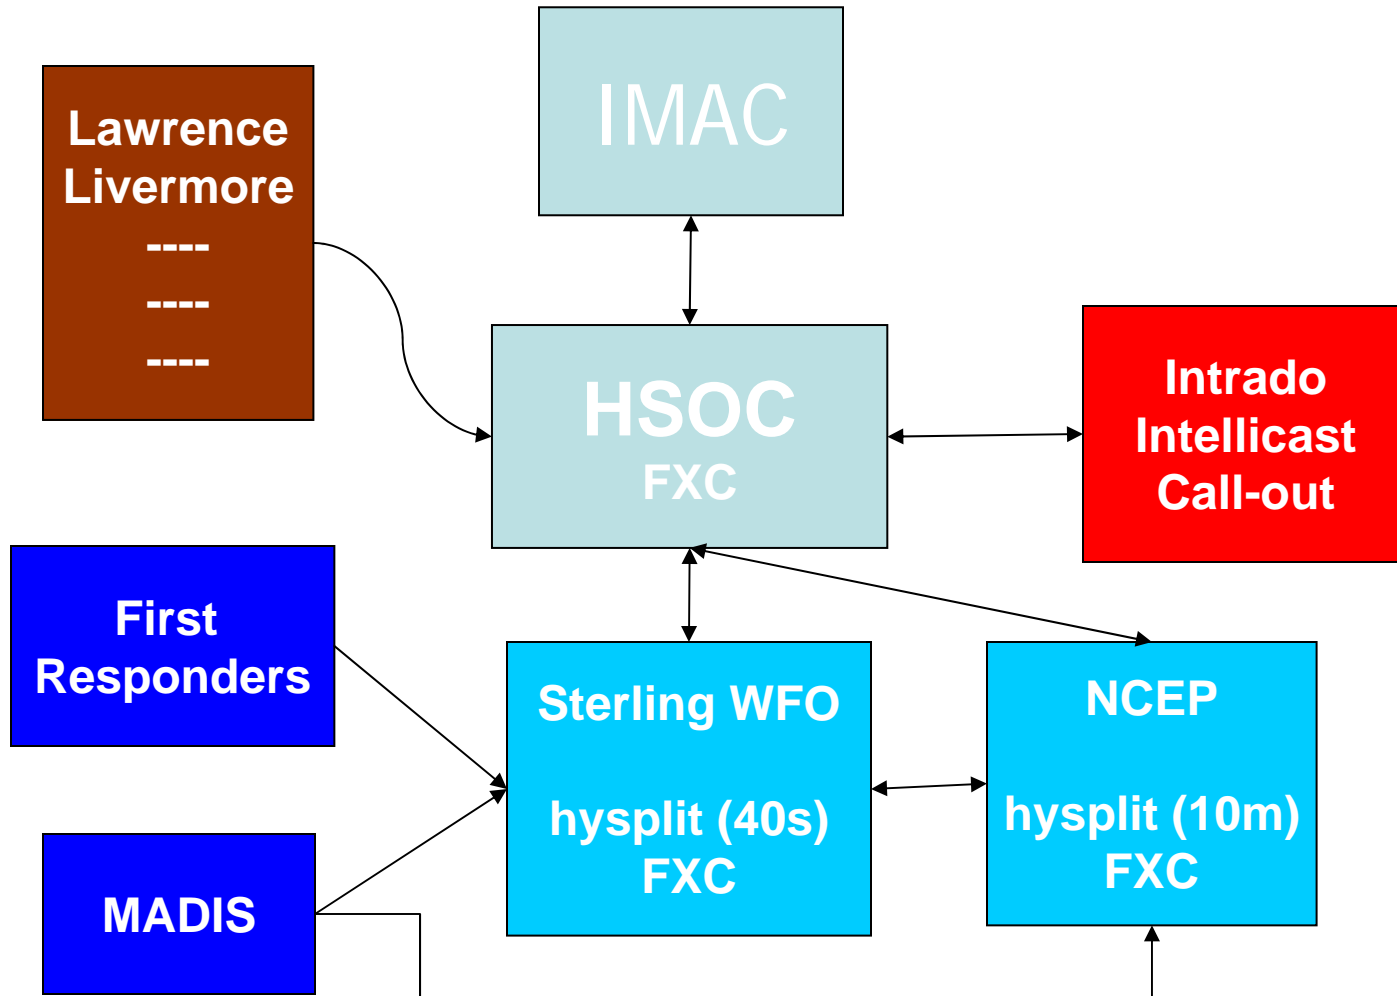 IMAC
Lawrence
Livermore
----
----
----
HSOC
FXC
Intrado
Intellicast
Call-out
First
Responders
Sterling WFO
hysplit (40s)
FXC
NCEP
hysplit (10m)
FXC
MADIS